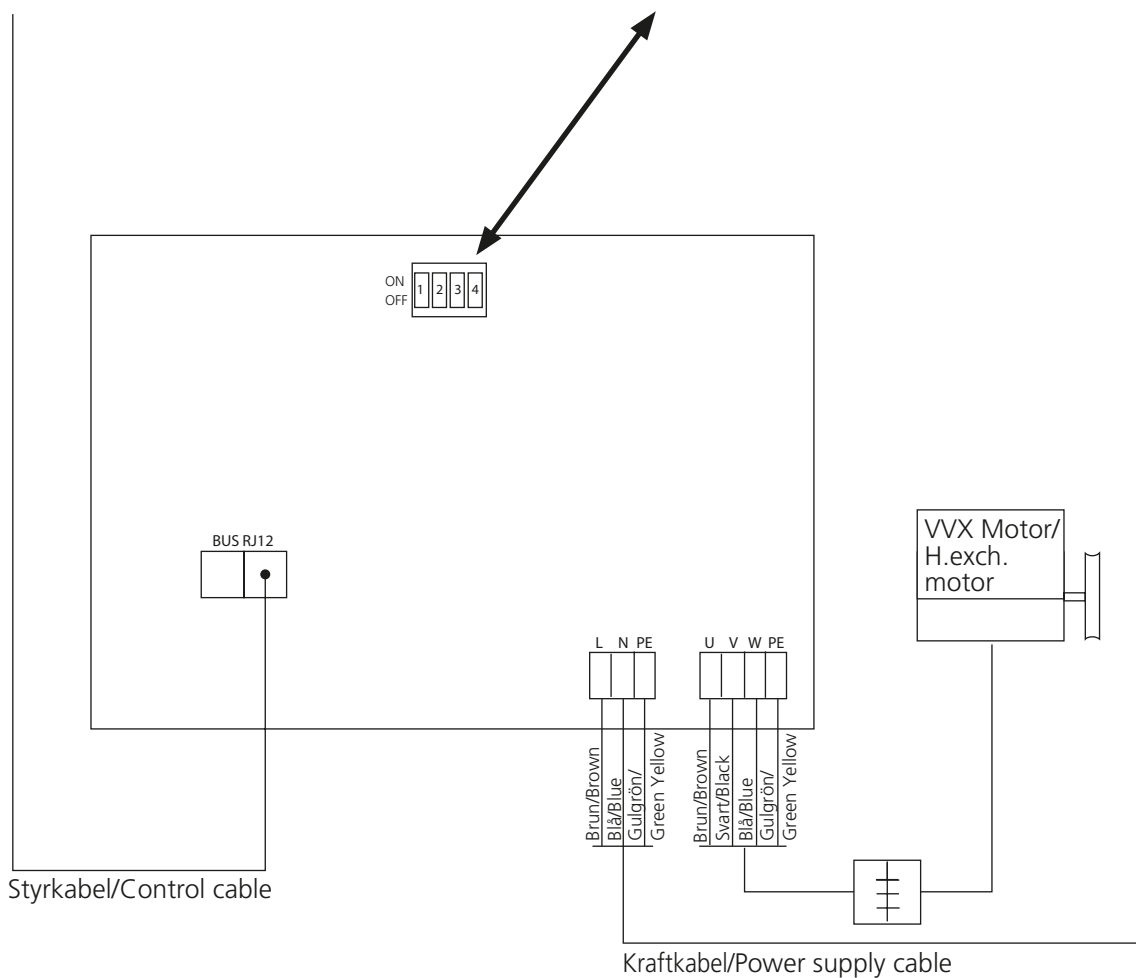 ON
OFF
1 2 3 4
BUS RJ12
VVX Motor/
H.exch.
motor
L N PE
U V W PE
Brun/Brown
Blå/Blue
Gulgrön/
Green Yellow
Brun/Brown
Svart/Black
Blå/Blue
Gulgrön/
Green Yellow
Styrkabel/Control cable
Kraftkabel/Power supply cable